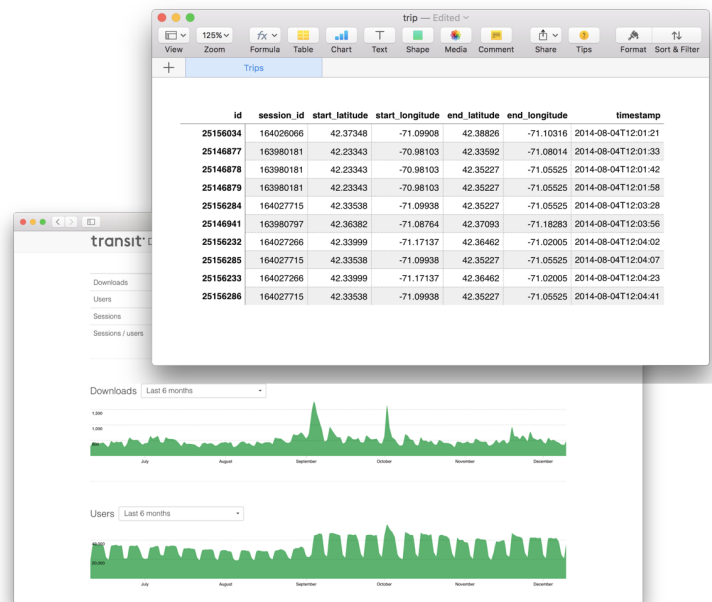 trip — Edited
125%
View Zoom Formula Table Chart Text Shape Media Comment Share Tips Format Sort & Filter
Trips
id session_id start_latitude start_longitude end_latitude end_longitude timestamp
25156034 164026066 42.37348 -71.09908 42.38826 -71.10316 2014-08-04T12:01:21
25146877 163980181 42.23343 -70.98103 42.33592 -71.08014 2014-08-04T12:01:33
25146878 163980181 42.23343 -70.98103 42.35227 -71.05525 2014-08-04T12:01:42
25146879 163980181 42.23343 -70.98103 42.35227 -71.05525 2014-08-04T12:01:58
25156284 164027715 42.33538 -71.09938 42.35227 -71.05525 2014-08-04T12:03:28
25146941 163980797 42.36382 -71.08764 42.37093 -71.18283 2014-08-04T12:03:56
25156232 164027266 42.33999 -71.17137 42.36462 -71.02005 2014-08-04T12:04:02
25156285 164027715 42.33538 -71.09938 42.35227 -71.05525 2014-08-04T12:04:07
25156233 164027266 42.33999 -71.17137 42.36462 -71.02005 2014-08-04T12:04:23
25156286 164027715 42.33538 -71.09938 42.35227 -71.05525 2014-08-04T12:04:41
transit
Downloads
Users
Sessions
Sessions / users
Downloads Last 6 months
1,500
1,000
July August September October November December
Users Last 6 months
20,000
July August September October November December